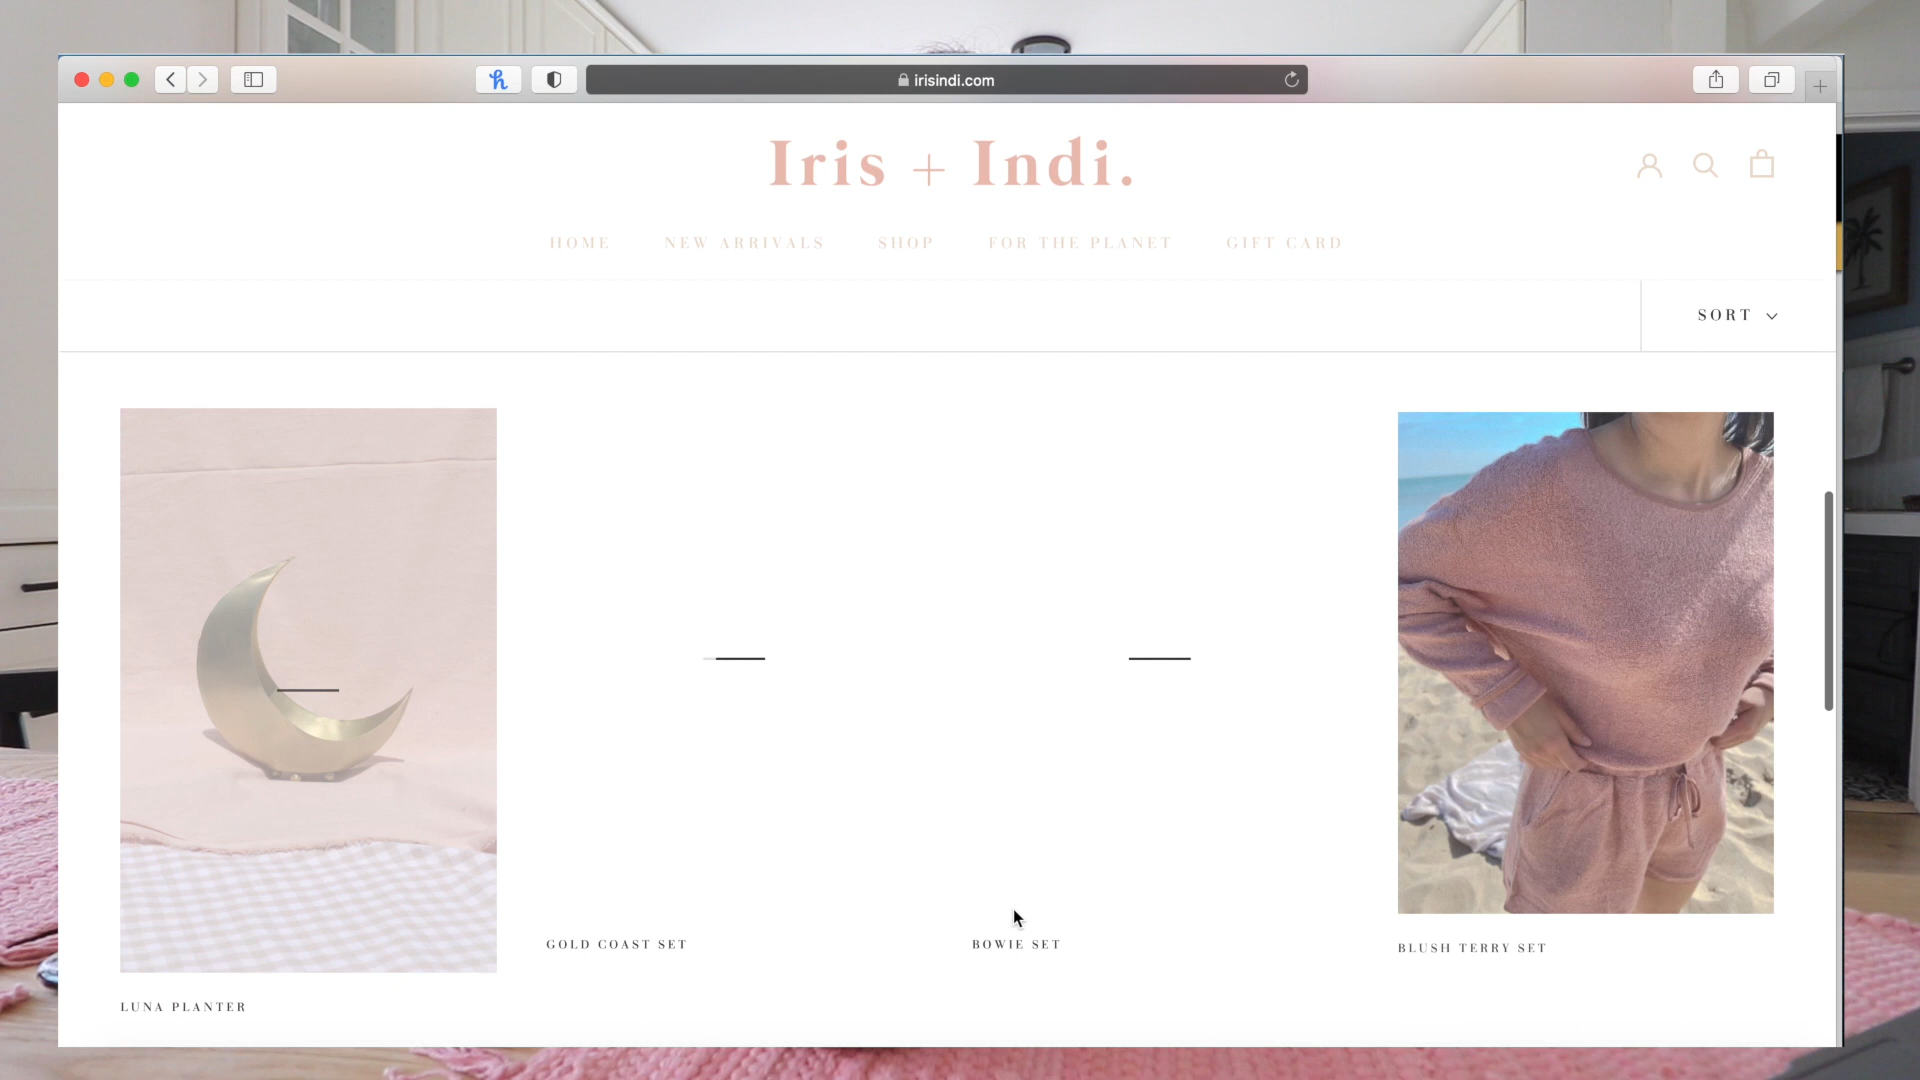 irisindi.com
Iris + Indi.
HOME NEW ARRIVALS SHOP FOR THE PLANET GIFT CARD
SORT
GOLD COAST SET
BOWIE SET
BLUSH TERRY SET
LUNA PLANTER